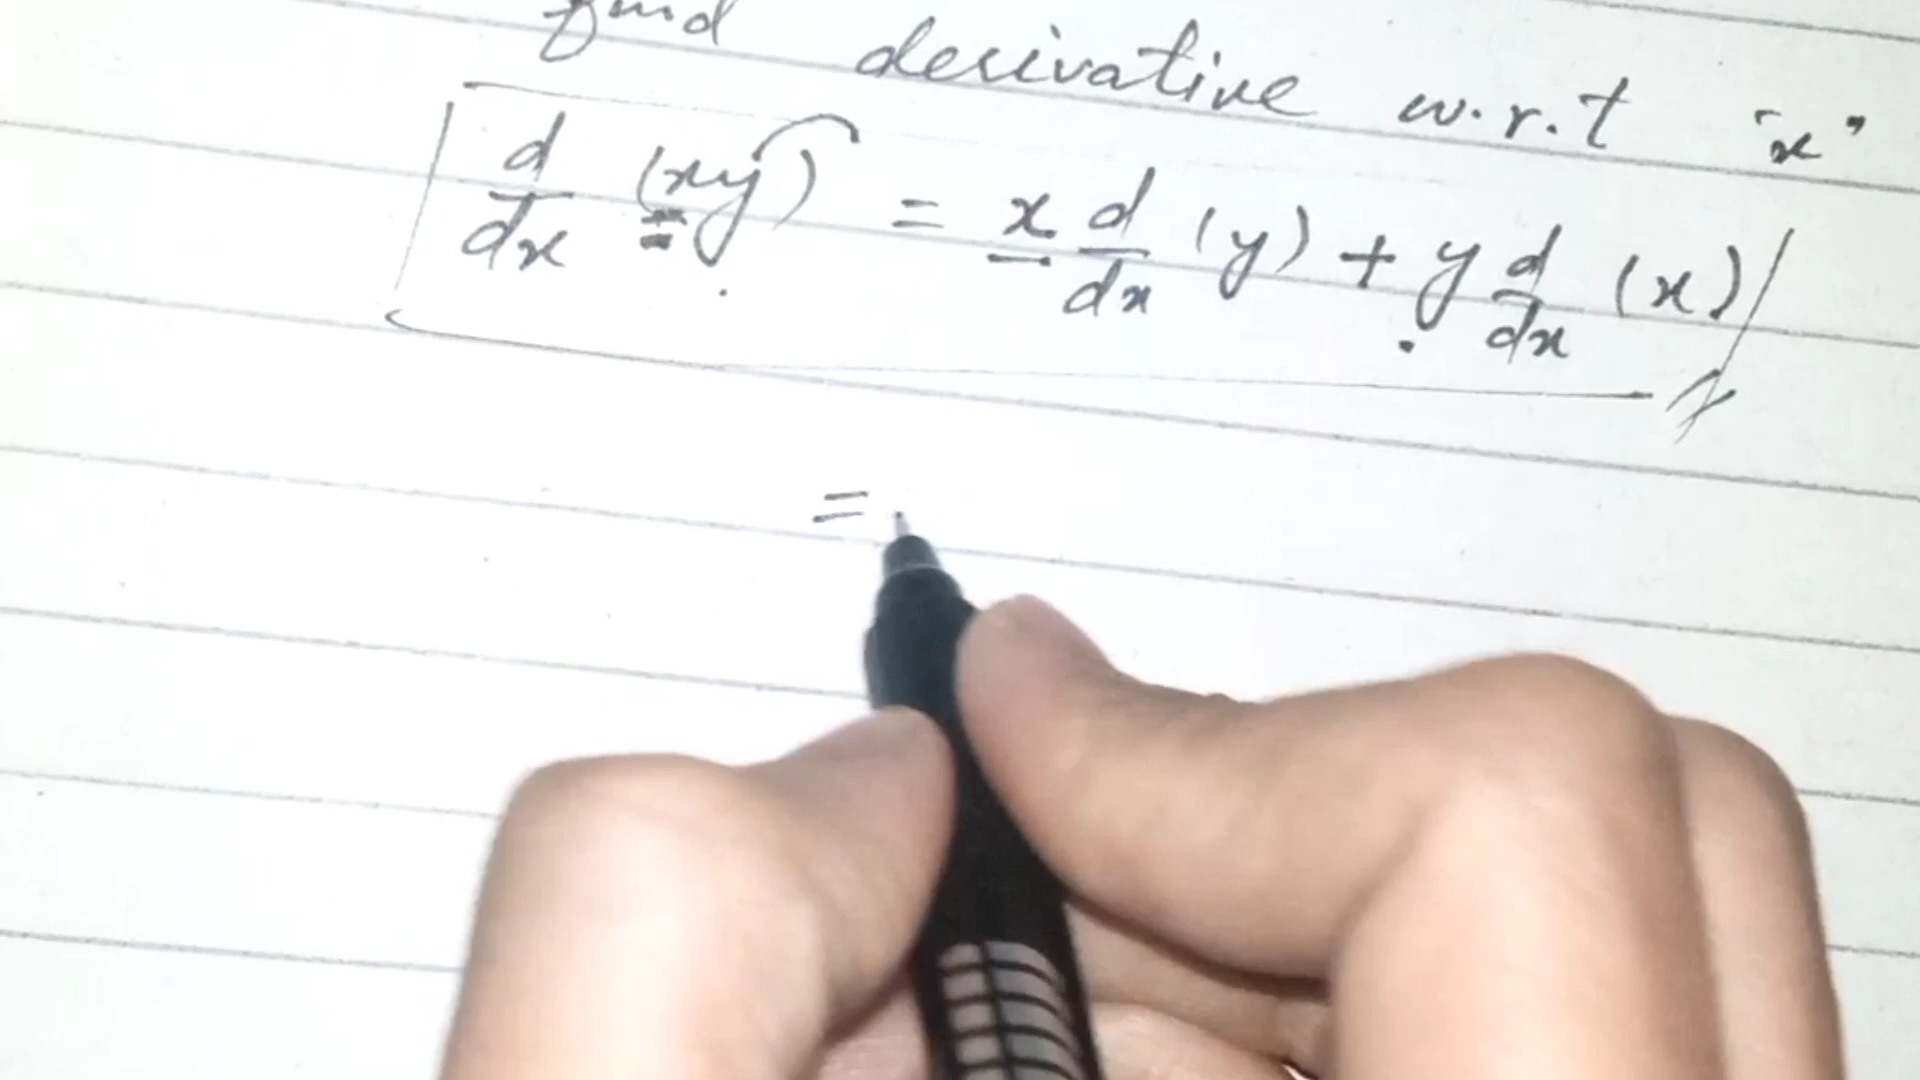 find derivative w.r.t "x"
d/dx (xy) = x d/dx (y) + y d/dx (x)
=